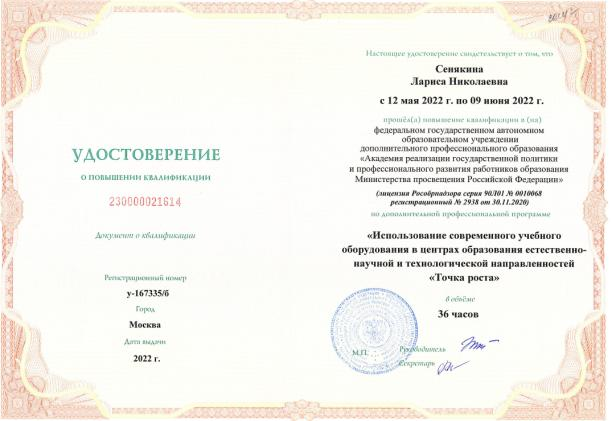 УДОСТОВЕРЕНИЕ
О ПОВЫШЕНИИ КВАЛИФИКАЦИИ
230000021614
Документ о квалификации
Регистрационный номер
у-167335/б
Город
Москва
Дата выдачи
2022 г.
Настоящее удостоверение свидетельствует о том, что
Сенякина
Лариса Николаевна
с 12 мая 2022 г. по 09 июня 2022 г.
прошёл(а) повышение квалификации в (на)
федеральном государственном автономном
образовательном учреждении
дополнительного профессионального образования
«Академия реализации государственной политики
и профессионального развития работников образования
Министерства просвещения Российской Федерации»
(лицензия Рособрнадзора серия 90Л01 № 0010068
регистрационный № 2938 от 30.11.2020)
по дополнительной профессиональной программе
«Использование современного учебного
оборудования в центрах образования естественно-
научной и технологической направленностей
«Точка роста»
в объёме
36 часов
М.П.
Руководитель
Секретарь